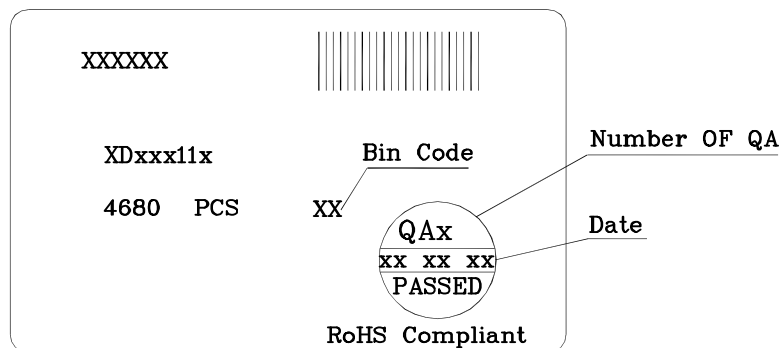 XXXXXX
XDxxx11x
Bin Code
Number OF QA
4680 PCS XX
QAx
Date
xx xx xx
PASSED
RoHS Compliant